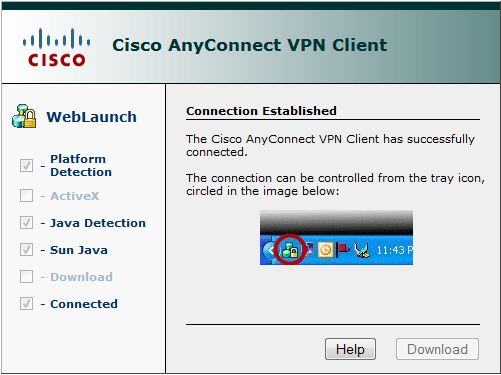 CISCO
Cisco AnyConnect VPN Client
WebLaunch
- Platform
Detection
- ActiveX
- Java Detection
- Sun Java
- Download
- Connected
Connection Established
The Cisco AnyConnect VPN Client has successfully
connected.
The connection can be controlled from the tray icon,
circled in the image below:
11:43 P
Help
Download